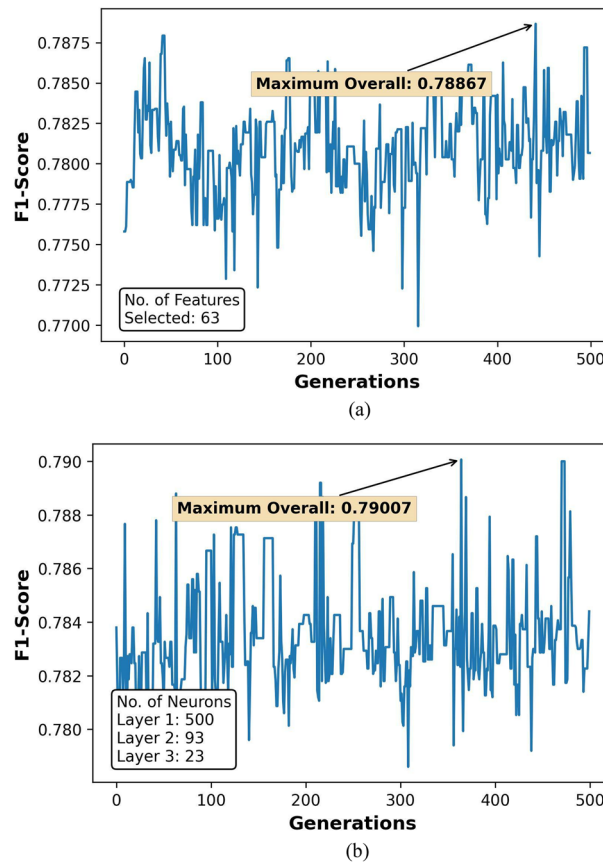 0.7875
0.7850
0.7825
0.7800
0.7775
0.7750
0.7725
0.7700
F1-Score
Maximum Overall: 0.78867
No. of Features
Selected: 63
0 100 200 300 400 500
Generations
(a)
0.790
0.788
0.786
0.784
0.782
0.780
F1-Score
Maximum Overall: 0.79007
No. of Neurons
Layer 1: 500
Layer 2: 93
Layer 3: 23
0 100 200 300 400 500
Generations
(b)